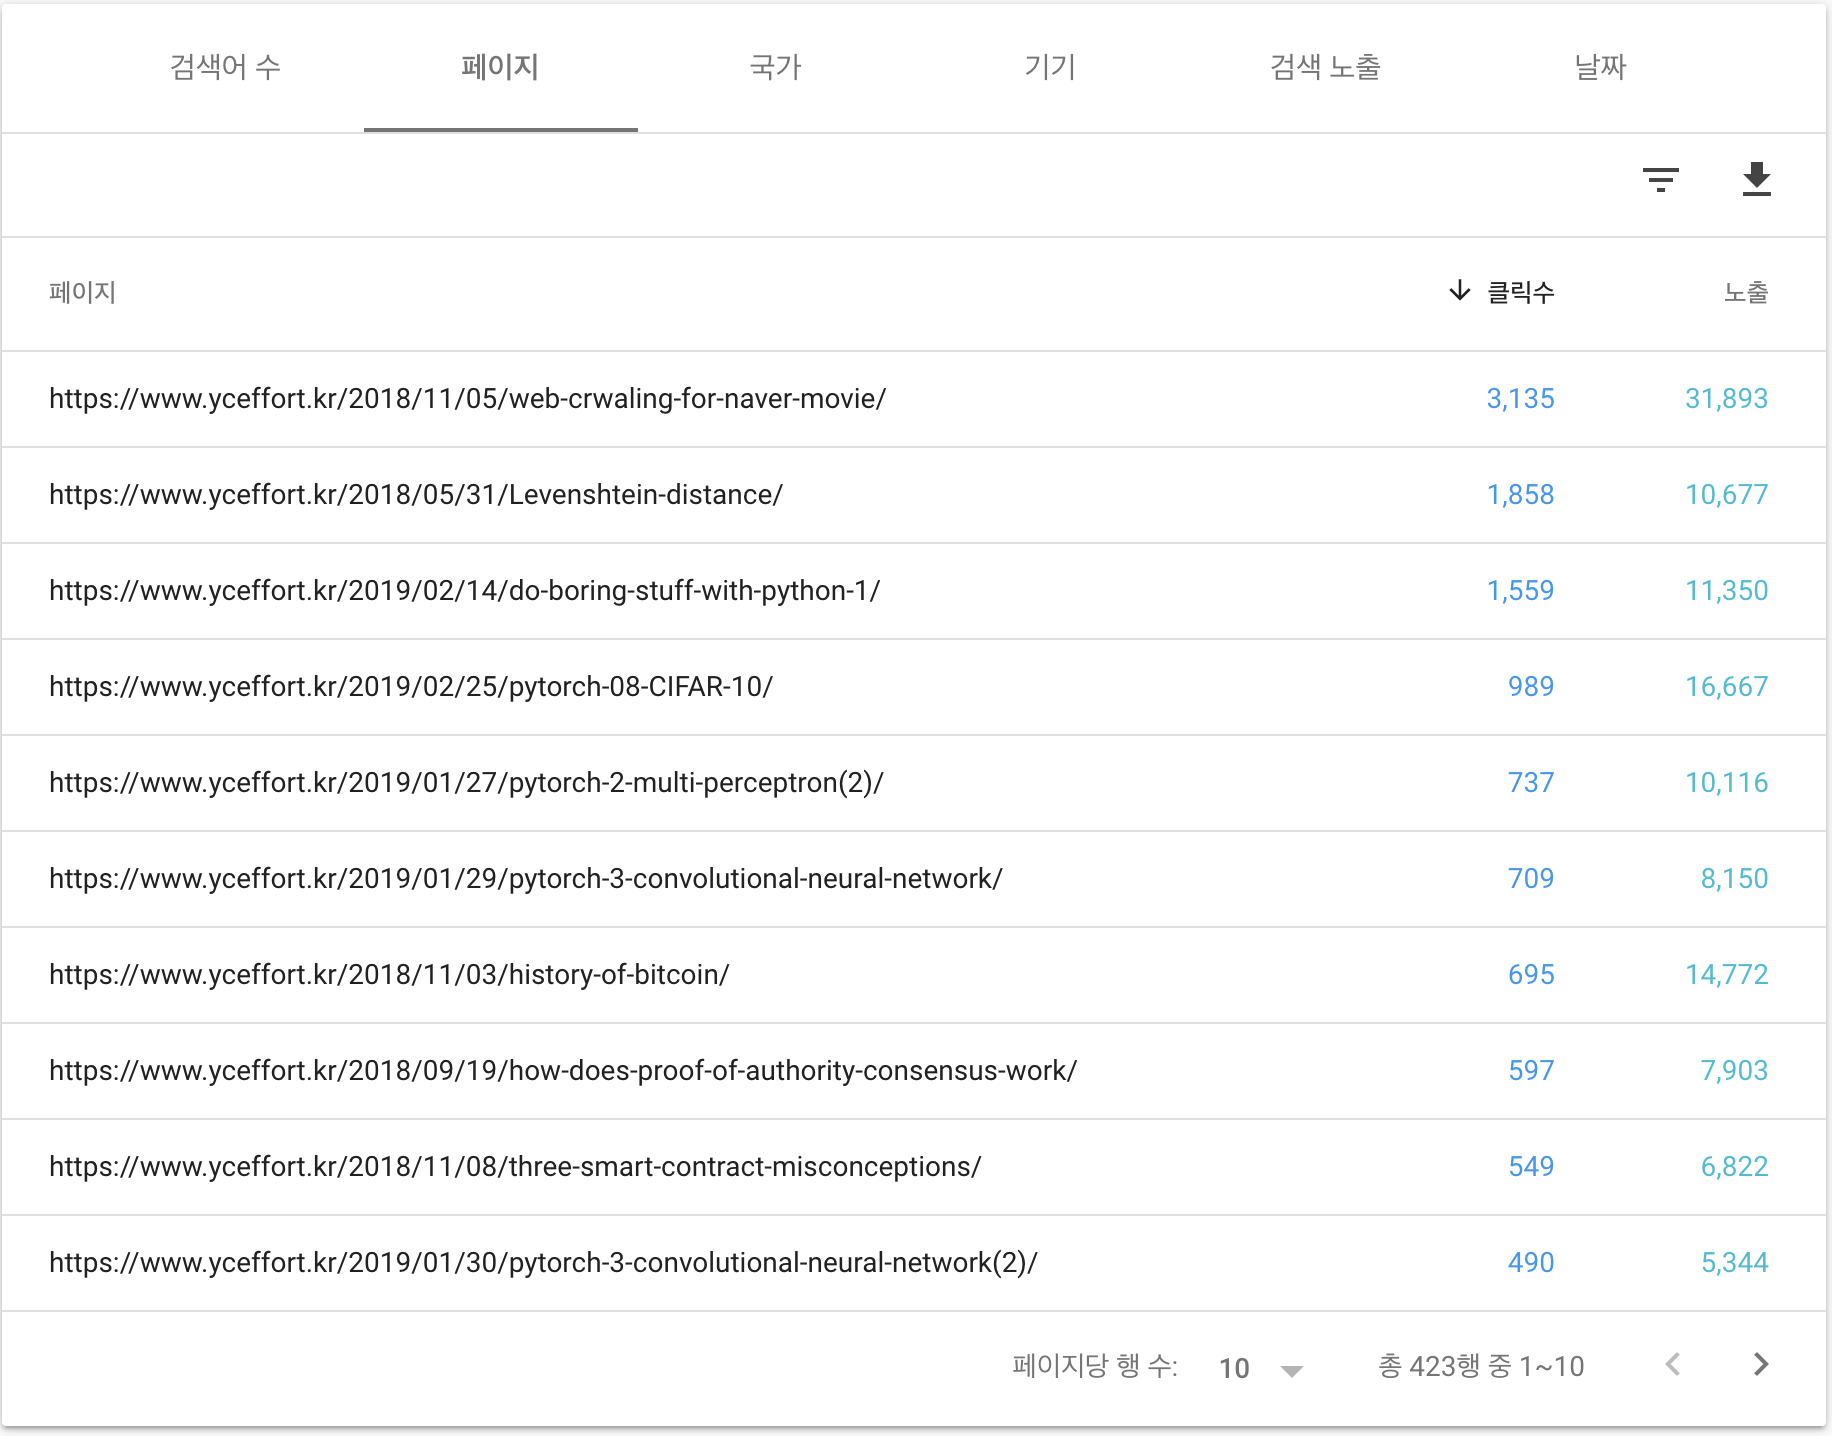 검색어 수 페이지 국가 기기 검색 노출 날짜
페이지 클릭수 노출
https://www.yceffort.kr/2018/11/05/web-crwaling-for-naver-movie/ 3,135 31,893
https://www.yceffort.kr/2018/05/31/Levenshtein-distance/ 1,858 10,677
https://www.yceffort.kr/2019/02/14/do-boring-stuff-with-python-1/ 1,559 11,350
https://www.yceffort.kr/2019/02/25/pytorch-08-CIFAR-10/ 989 16,667
https://www.yceffort.kr/2019/01/27/pytorch-2-multi-perceptron(2)/ 737 10,116
https://www.yceffort.kr/2019/01/29/pytorch-3-convolutional-neural-network/ 709 8,150
https://www.yceffort.kr/2018/11/03/history-of-bitcoin/ 695 14,772
https://www.yceffort.kr/2018/09/19/how-does-proof-of-authority-consensus-work/ 597 7,903
https://www.yceffort.kr/2018/11/08/three-smart-contract-misconceptions/ 549 6,822
https://www.yceffort.kr/2019/01/30/pytorch-3-convolutional-neural-network(2)/ 490 5,344
페이지당 행 수: 10 총 423행 중 1~10